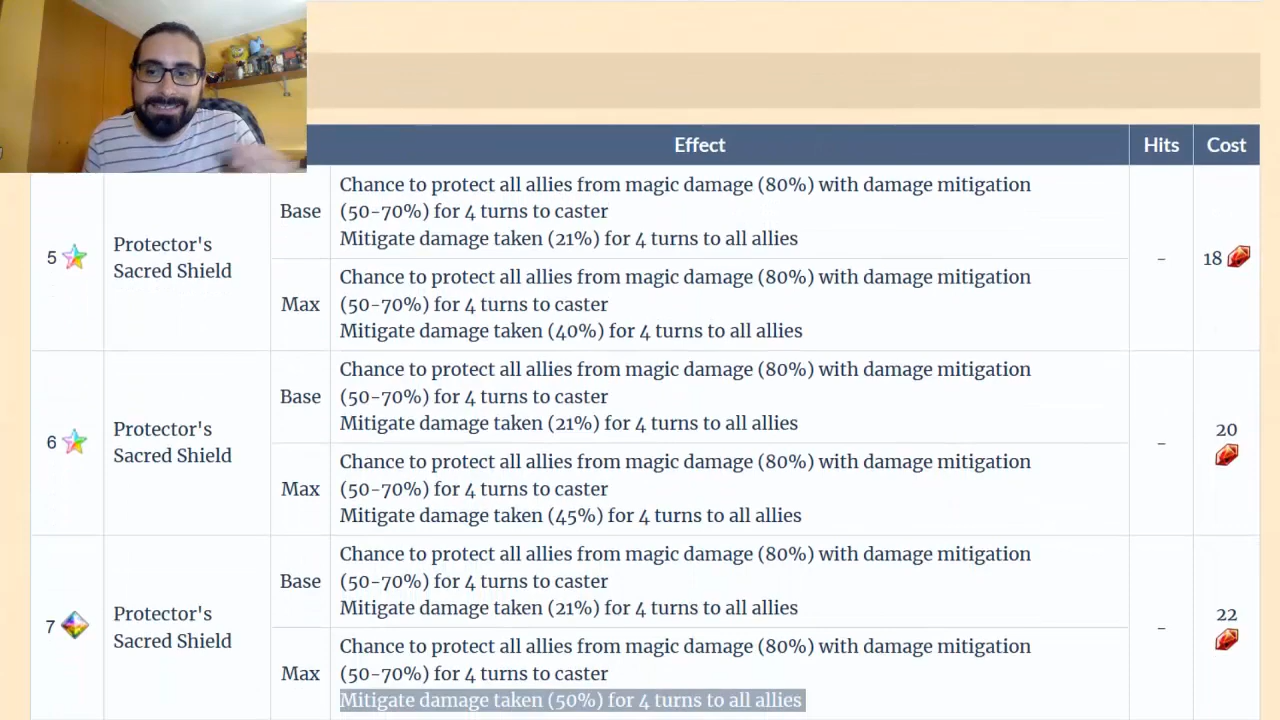 Effect Hits Cost
5 Protector's Sacred Shield
Base
Chance to protect all allies from magic damage (80%) with damage mitigation
(50-70%) for 4 turns to caster
Mitigate damage taken (21%) for 4 turns to all allies
Max
Chance to protect all allies from magic damage (80%) with damage mitigation
(50-70%) for 4 turns to caster
Mitigate damage taken (40%) for 4 turns to all allies
-
18
6 Protector's Sacred Shield
Base
Chance to protect all allies from magic damage (80%) with damage mitigation
(50-70%) for 4 turns to caster
Mitigate damage taken (21%) for 4 turns to all allies
Max
Chance to protect all allies from magic damage (80%) with damage mitigation
(50-70%) for 4 turns to caster
Mitigate damage taken (45%) for 4 turns to all allies
-
20
7 Protector's Sacred Shield
Base
Chance to protect all allies from magic damage (80%) with damage mitigation
(50-70%) for 4 turns to caster
Mitigate damage taken (21%) for 4 turns to all allies
Max
Chance to protect all allies from magic damage (80%) with damage mitigation
(50-70%) for 4 turns to caster
Mitigate damage taken (50%) for 4 turns to all allies
-
22